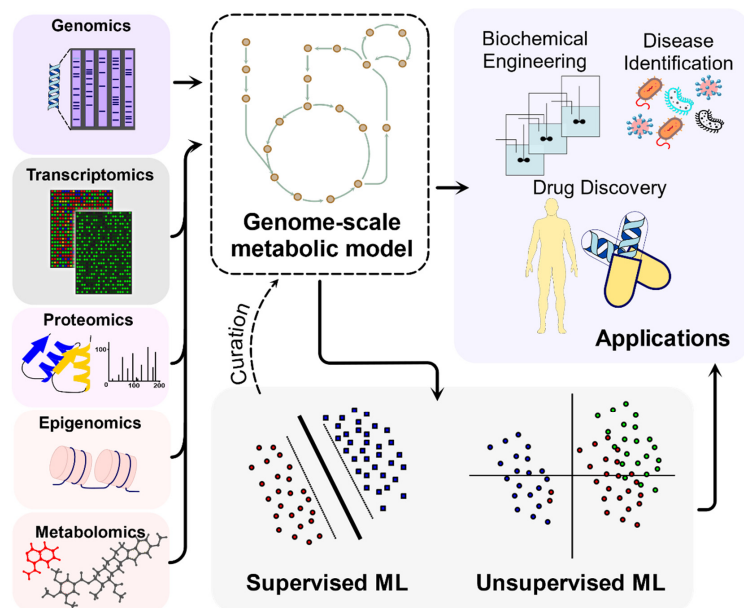 Genomics
Transcriptomics
Proteomics
100
0
100
200
Epigenomics
Metabolomics
Genome-scale
metabolic model
Curation
Biochemical
Engineering
Disease
Identification
Drug Discovery
Applications
Supervised ML
Unsupervised ML